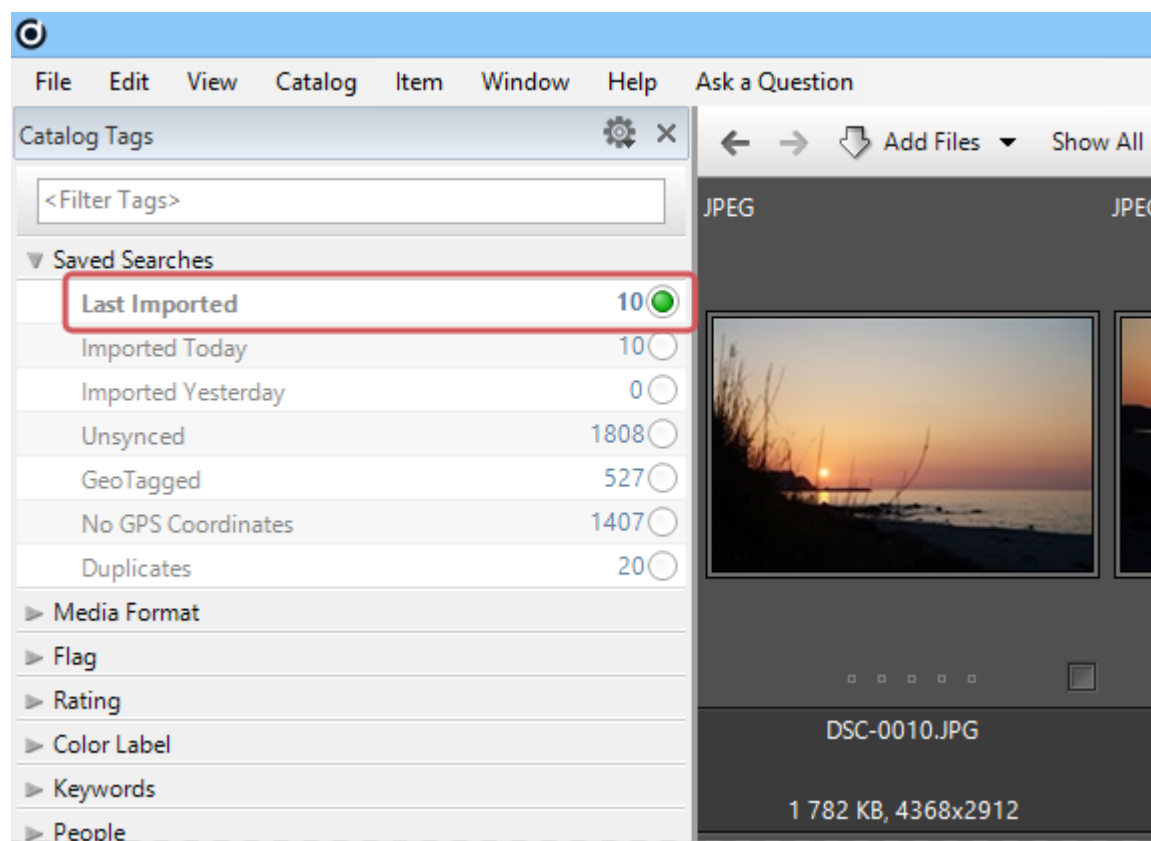 File Edit View Catalog Item Window Help Ask a Question
Catalog Tags
Add Files Show All
<Filter Tags>
JPEG JPEG
Saved Searches
Last Imported 10
Imported Today 10
Imported Yesterday 0
Unsynced 1808
GeoTagged 527
No GPS Coordinates 1407
Duplicates 20
Media Format
Flag
Rating
Color Label
Keywords
People
DSC-0010.JPG
1 782 KB, 4368x2912